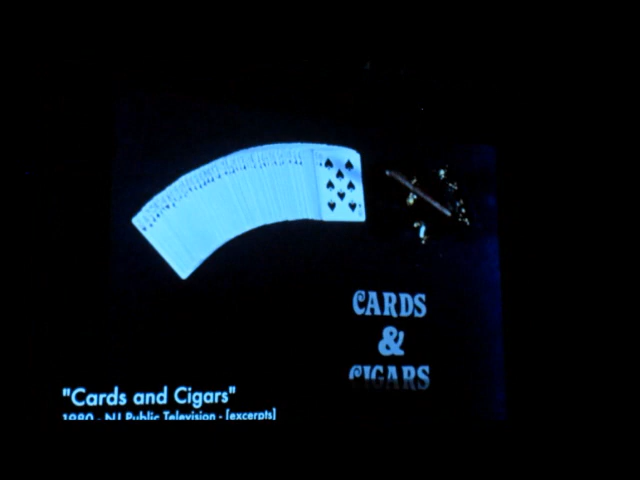 CARDS
&
CIGARS
"Cards and Cigars"
1980 - NJ Public Television - [excerpts]